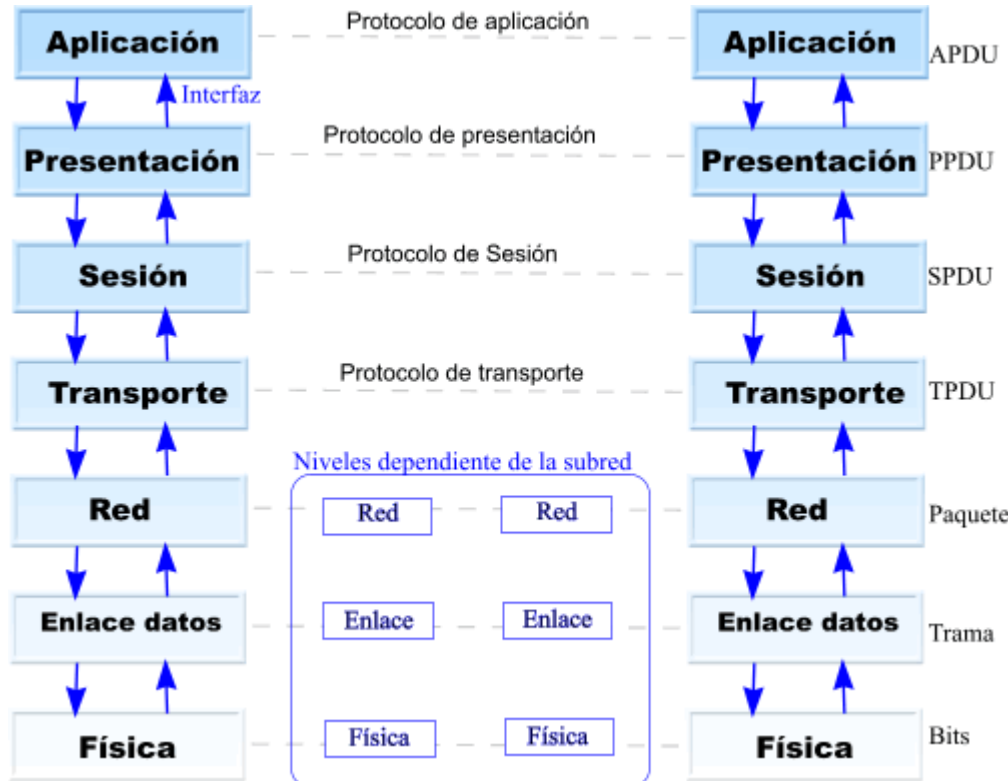 Aplicación
Protocolo de aplicación
Aplicación
APDU
Interfaz
Presentación
Protocolo de presentación
Presentación
PPDU
Sesión
Protocolo de Sesión
Sesión
SPDU
Transporte
Protocolo de transporte
Transporte
TPDU
Niveles dependiente de la subred
Red
Red
Red
Red
Paquete
Enlace datos
Enlace
Enlace
Enlace datos
Trama
Física
Física
Física
Física
Bits